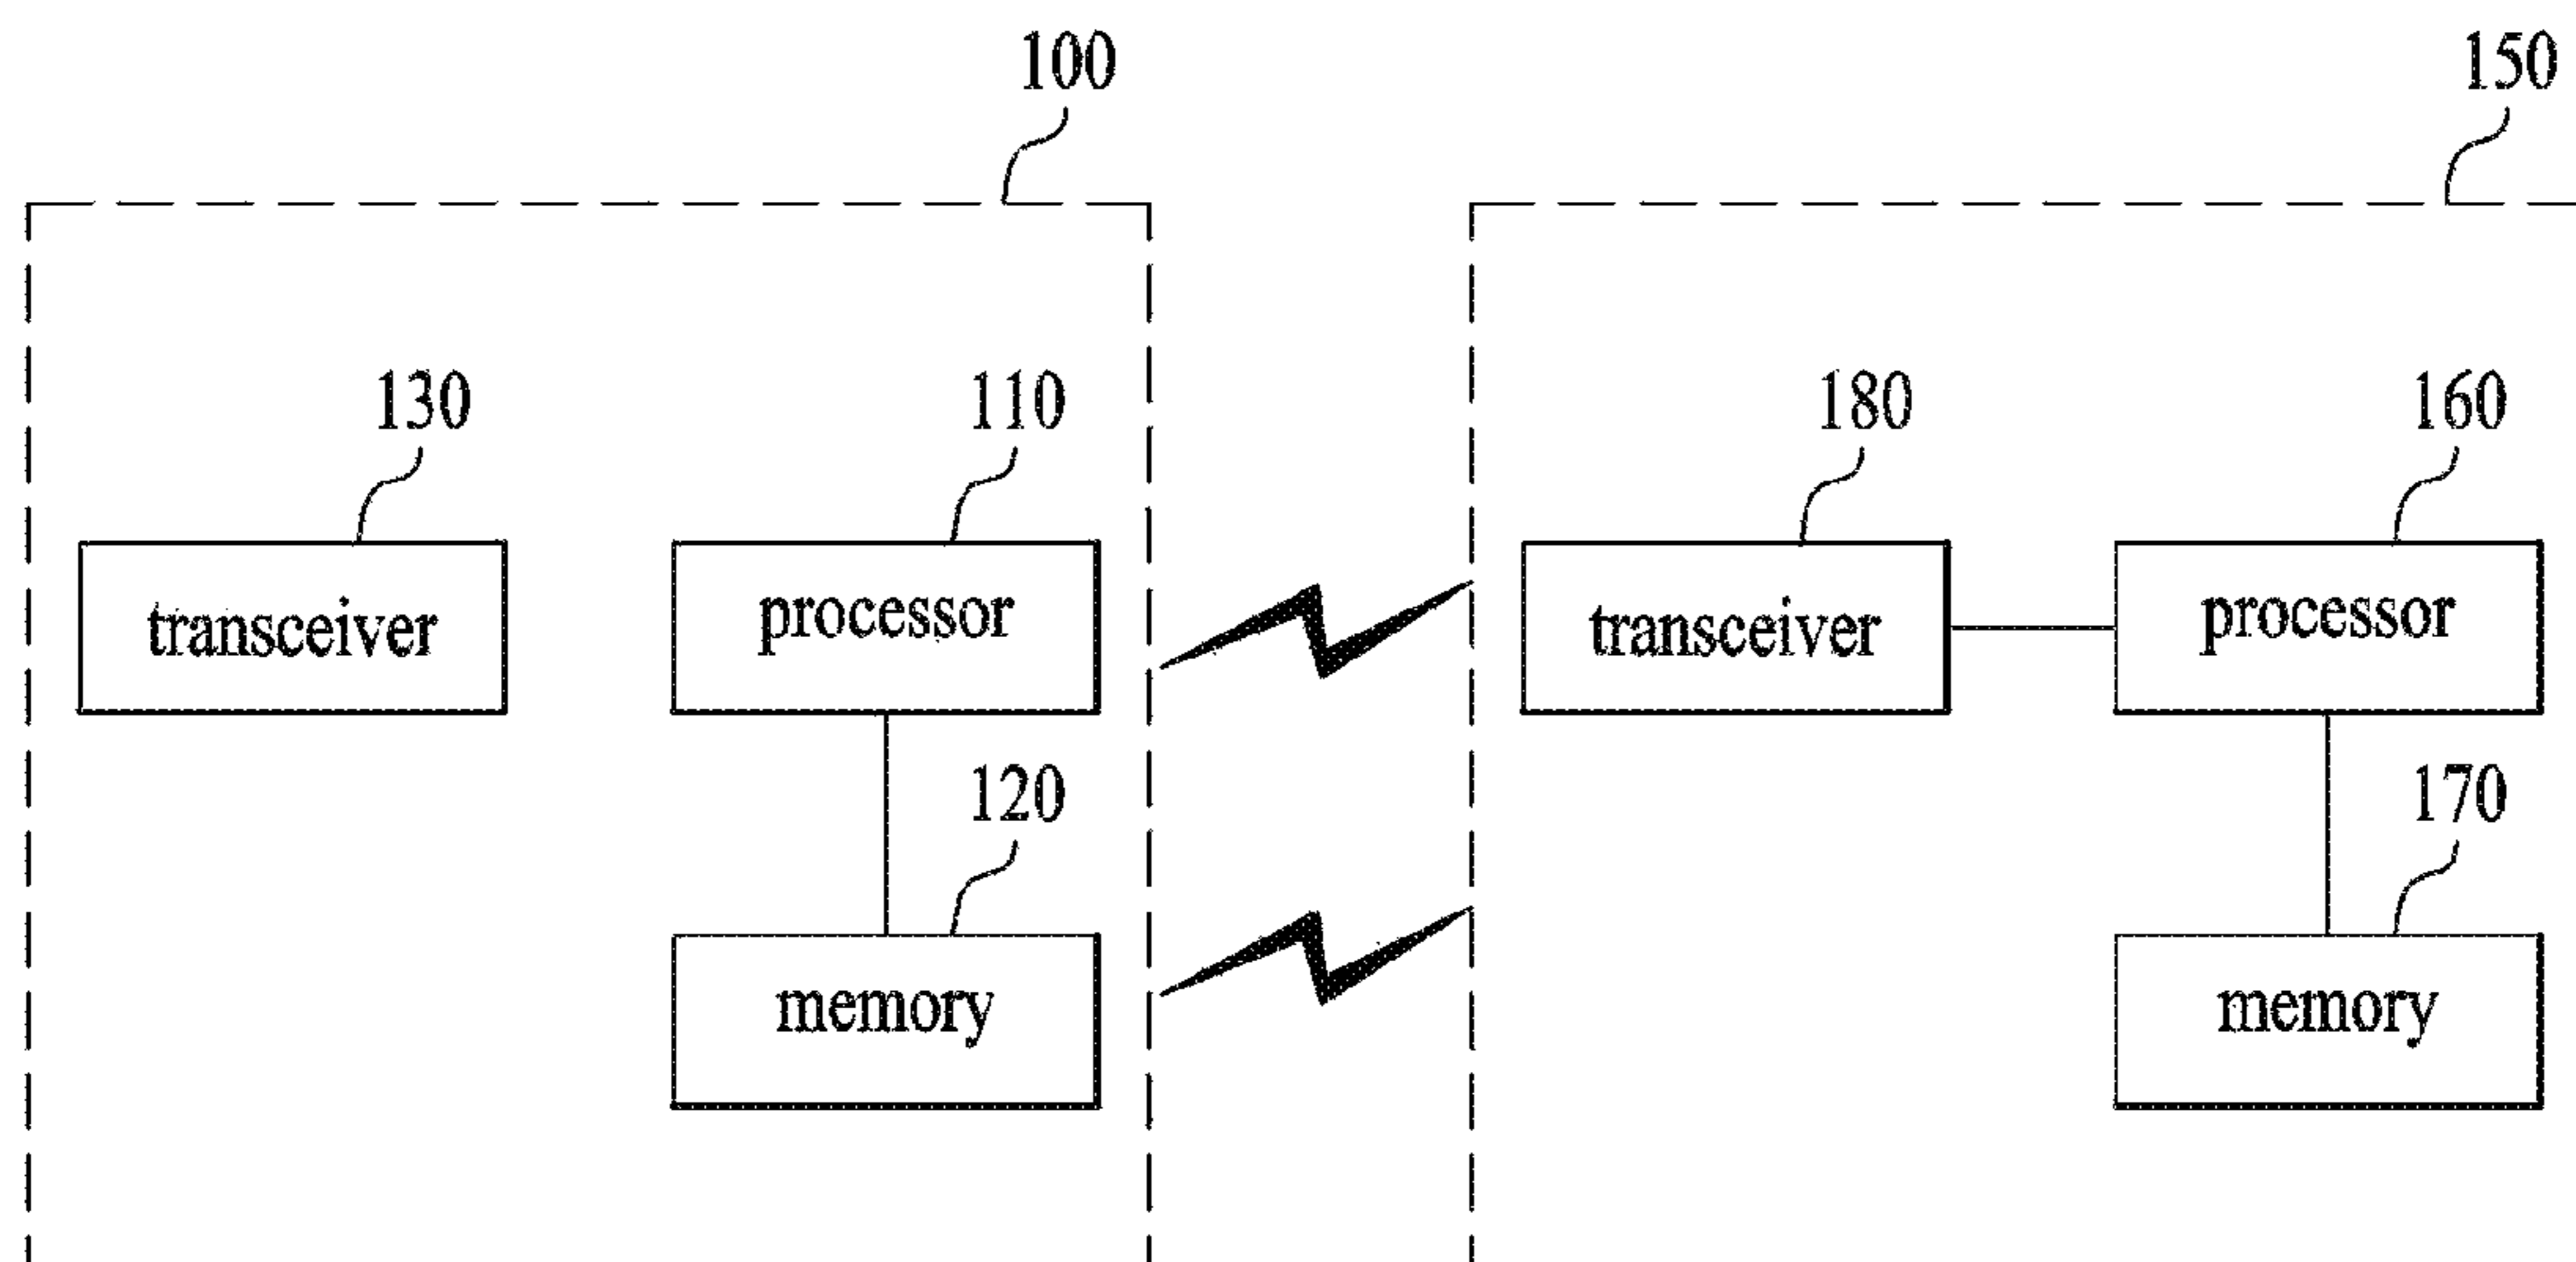 100 150
130 110 180 160
transceiver processor transceiver processor
120 170
memory memory